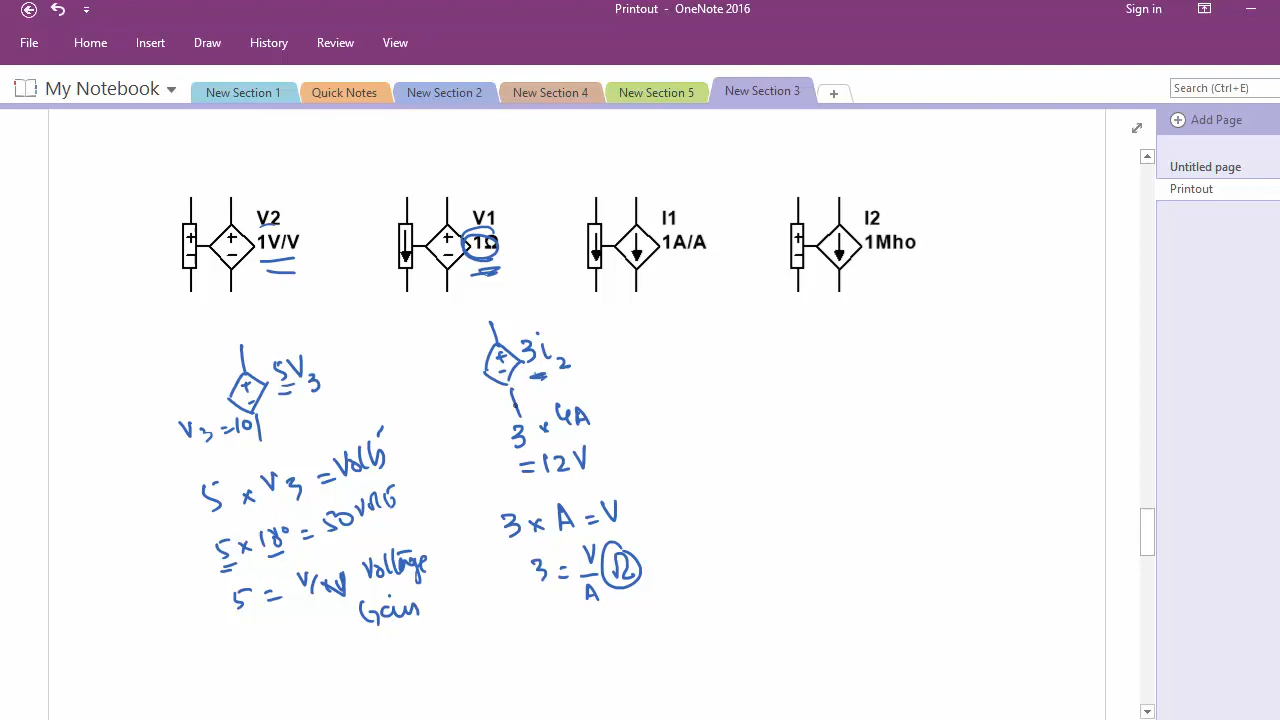 Printout - OneNote 2016
Sign in
File Home Insert Draw History Review View
My Notebook
New Section 1 Quick Notes New Section 2 New Section 4 New Section 5 New Section 3 +
Search (Ctrl+E)
Add Page
Untitled page
Printout
V2
1V/V
V1
1Ω
I1
1A/A
I2
1Mho
+ − + −
+ −
+ −
+ - 5V3
V3 = 10
5 × V3 = Volts
5 × 10 = 50 Volts
5 = V/V Voltage
Gain
+ - 3i2
3 × 4A
= 12V
3 × A = V
3 = V/A Ω